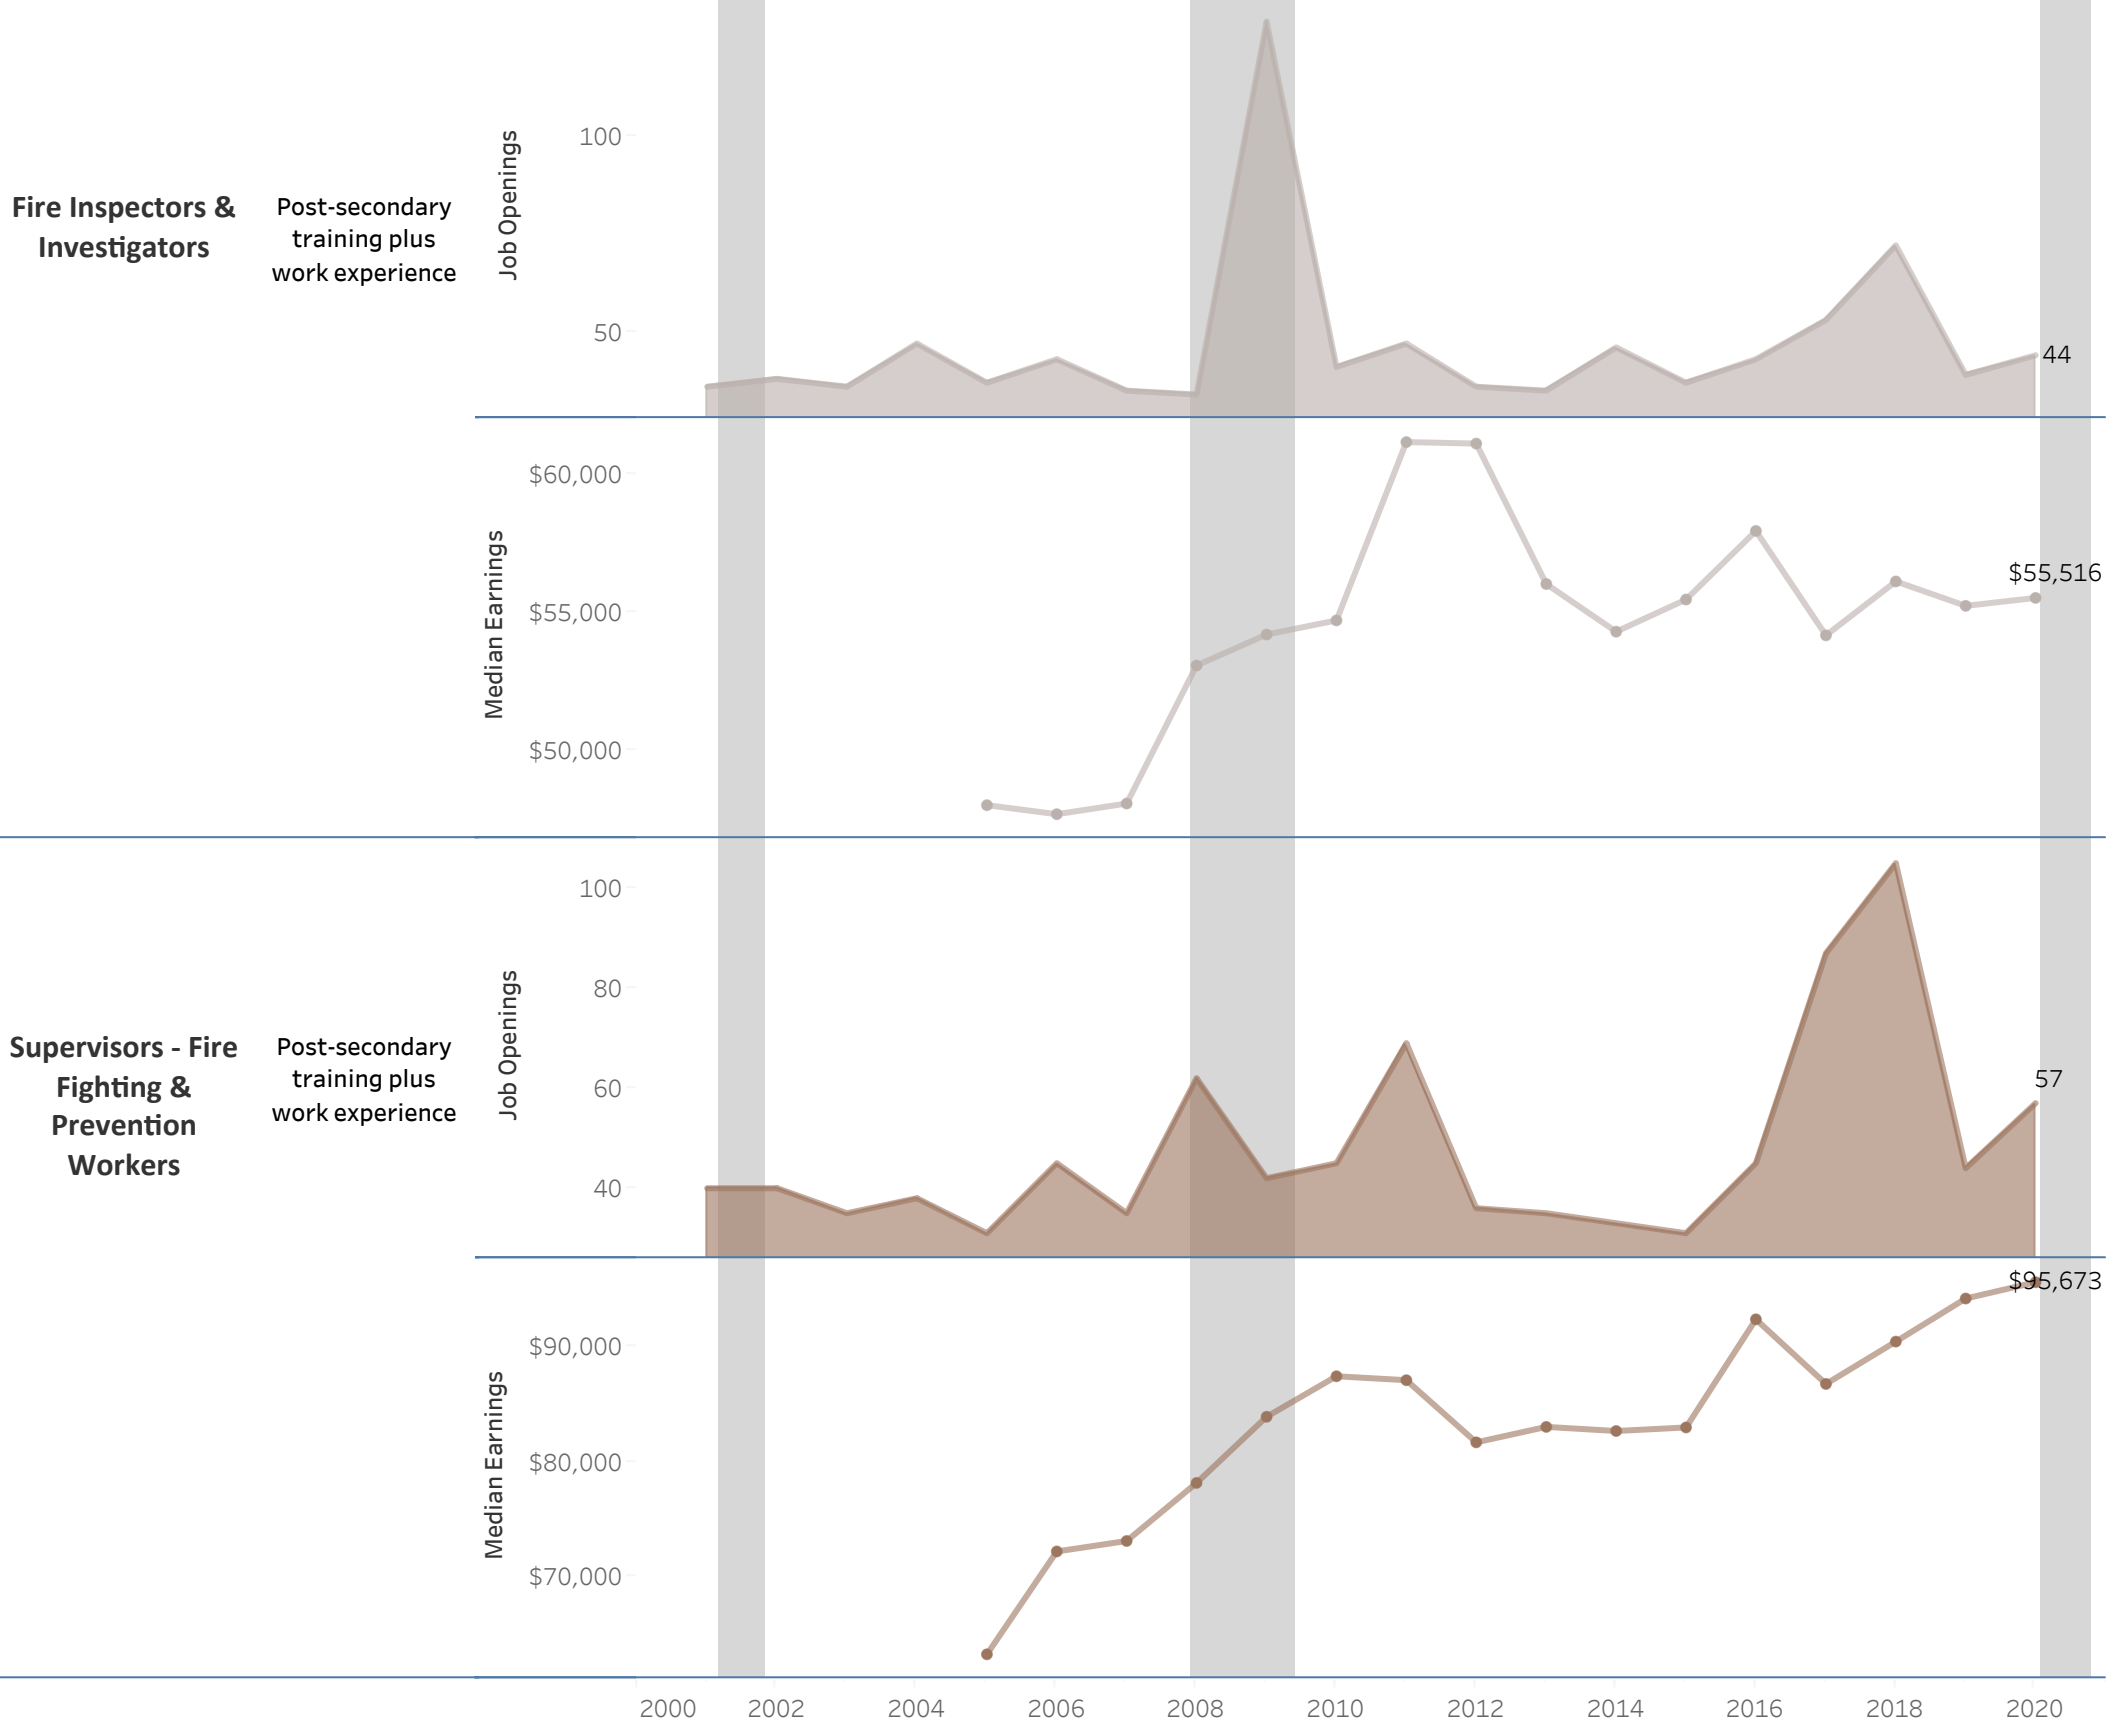 Fire Inspectors &
Investigators
Post-secondary
training plus
work experience
Job Openings
100
50
44
Median Earnings
$60,000
$55,000
$50,000
$55,516
Supervisors - Fire
Fighting &
Prevention
Workers
Post-secondary
training plus
work experience
Job Openings
100
80
60
40
57
Median Earnings
$90,000
$80,000
$70,000
$95,673
2000 2002 2004 2006 2008 2010 2012 2014 2016 2018 2020